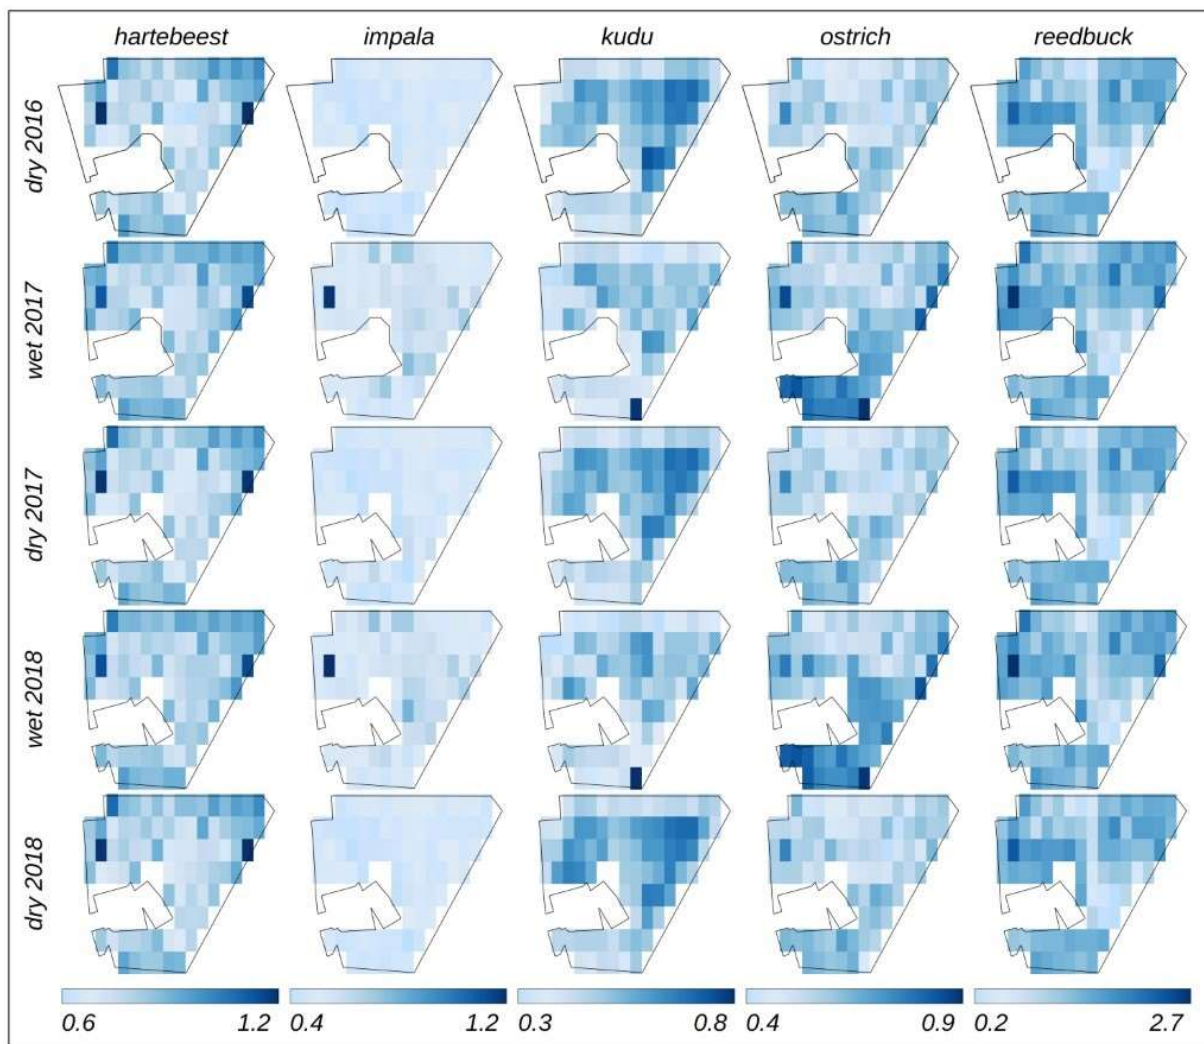 hartebeest impala kudu ostrich reedbuck
dry 2016
wet 2017
dry 2017
wet 2018
dry 2018
0.6 1.2 0.4 1.2 0.3 0.8 0.4 0.9 0.2 2.7